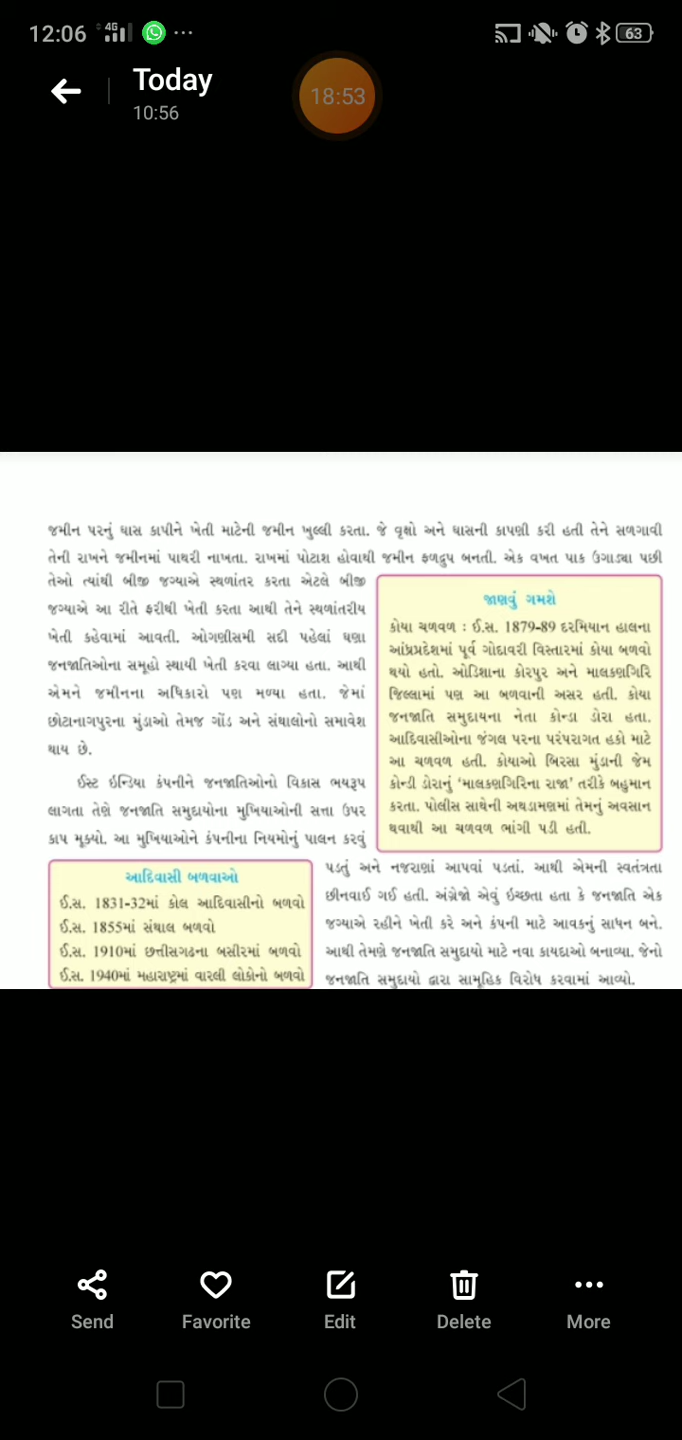 12:06 4G 63
Today
10:56
18:53
જમીન પરનું ઘાસ કાપીને ખેતી માટેની જમીન ખુલ્લી કરતા. જે વૃક્ષો અને ઘાસની કાપણી કરી હતી તેને સળગાવી
તેની રાખને જમીનમાં પાથરી નાખતા. રાખમાં પોટાશ હોવાથી જમીન ફળદ્રુપ બનતી. એક વખત પાક ઉગાડ્યા પછી
તેઓ ત્યાંથી બીજી જગ્યાએ સ્થળાંતર કરતા એટલે બીજી
જગ્યાએ આ રીતે ફરીથી ખેતી કરતા આથી તેને સ્થળાંતરીય
ખેતી કહેવામાં આવતી. ઓગણીસમી સદી પહેલાં ઘણા
જનજાતિઓના સમૂહો સ્થાયી ખેતી કરવા લાગ્યા હતા. આથી
એમને જમીનના અધિકારો પણ મળ્યા હતા. જેમાં
છોટાનાગપુરના મુંડાઓ તેમજ ગોંડ અને સંથાલોનો સમાવેશ
થાય છે.
ઈસ્ટ ઇન્ડિયા કંપનીને જનજાતિઓનો વિકાસ ભયરૂપ
લાગતા તેણે જનજાતિ સમુદાયોના મુખિયાઓની સત્તા ઉપર
કાપ મૂક્યો. આ મુખિયાઓને કંપનીના નિયમોનું પાલન કરવું
જાણવું ગમશે
કોયા ચળવળ : ઈ.સ. 1879-89 દરમિયાન હાલના
આંધ્રપ્રદેશમાં પૂર્વ ગોદાવરી વિસ્તારમાં કોયા બળવો
થયો હતો. ઓડિશાના કોરપુર અને માલકણગિરિ
જિલ્લામાં પણ આ બળવાની અસર હતી. કોયા
જનજાતિ સમુદાયના નેતા કોન્ડા ડોરા હતા.
આદિવાસીઓના જંગલ પરના પરંપરાગત હકો માટે
આ ચળવળ હતી. કોયાઓ બિરસા મુંડાની જેમ
કોન્ડી ડોરાનું ‘માલકણગિરિના રાજા’ તરીકે બહુમાન
કરતા. પોલીસ સાથેની અથડામણમાં તેમનું અવસાન
થવાથી આ ચળવળ ભાંગી પડી હતી.
આદિવાસી બળવાઓ
ઈ.સ. 1831-32માં કોલ આદિવાસીનો બળવો
ઈ.સ. 1855માં સંથાલ બળવો
ઈ.સ. 1910માં છત્તીસગઢના બસીરમાં બળવો
ઈ.સ. 1940માં મહારાષ્ટ્રમાં વારલી લોકોનો બળવો
પડતું અને નજરાણાં આપવાં પડતાં. આથી એમની સ્વતંત્રતા
છીનવાઈ ગઈ હતી. અંગ્રેજો એવું ઇચ્છતા હતા કે જનજાતિ એક
જગ્યાએ રહીને ખેતી કરે અને કંપની માટે આવકનું સાધન બને.
આથી તેમણે જનજાતિ સમુદાયો માટે નવા કાયદાઓ બનાવ્યા. જેનો
જનજાતિ સમુદાયો દ્વારા સામૂહિક વિરોધ કરવામાં આવ્યો.
Send Favorite Edit Delete More